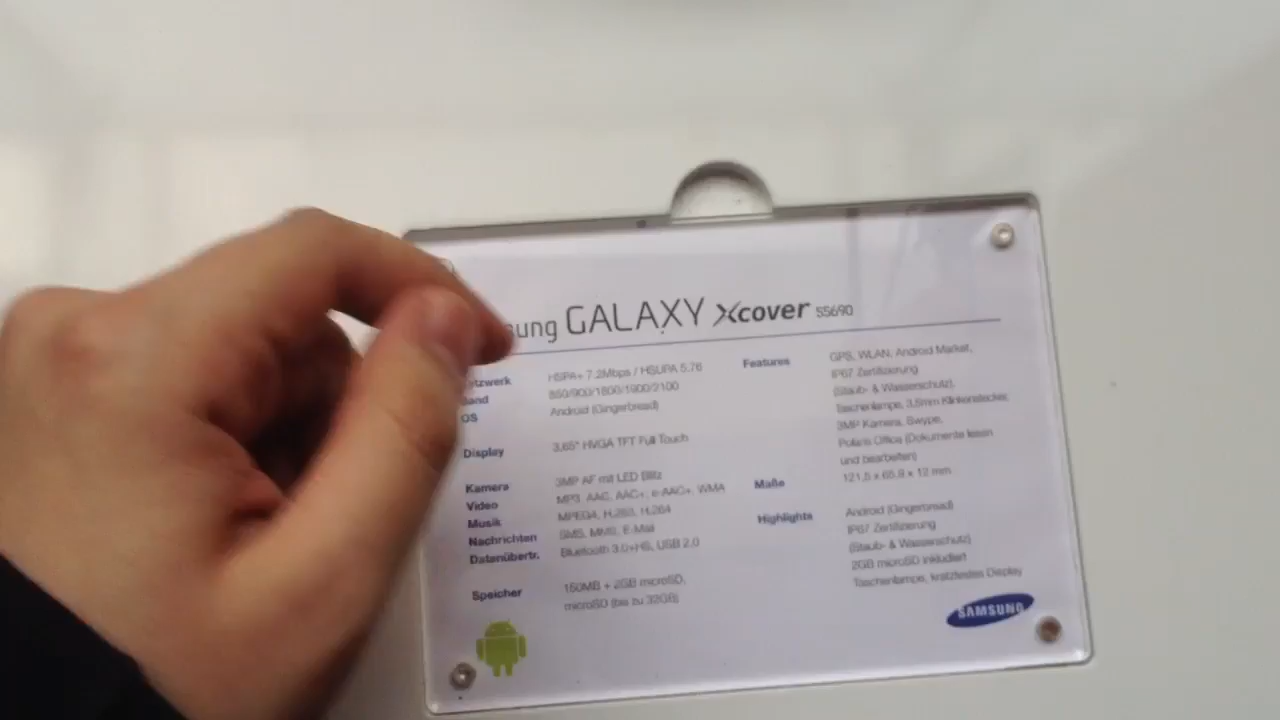 sung GALAXY Xcover S5690
etzwerk HSPA+ 7.2Mbps / HSUPA 5.76
Band 850/900/1800/1900/2100
OS Android (Gingerbread)
Display 3,65" HVGA TFT Full Touch
Kamera 3MP AF mit LED Blitz
Video MP3, AAC, AAC+, e-AAC+, WMA
Musik MPEG4, H.263, H.264
Nachrichten SMS, MMS, E-Mail
Datenübertr. Bluetooth 3.0+HS, USB 2.0
Speicher 150MB + 2GB microSD,
microSD (bis zu 32GB)
Features GPS, WLAN, Android Market,
IP67 Zertifizierung
(Staub- & Wasserschutz),
Taschenlampe, 3,5mm Klinkenstecker,
3MP Kamera, Swype,
Polaris Office (Dokumente lesen
und bearbeiten)
Maße 121,5 x 65,9 x 12 mm
Highlights Android (Gingerbread)
IP67 Zertifizierung
(Staub- & Wasserschutz)
2GB microSD inkludiert
Taschenlampe, kratzfestes Display
SAMSUNG